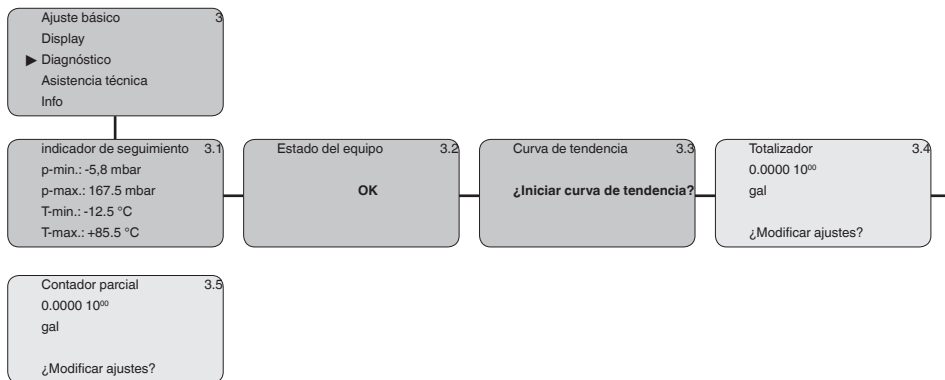 Ajuste básico 3
Display
▶ Diagnóstico
Asistencia técnica
Info
indicador de seguimiento 3.1
p-min.: -5,8 mbar
p-max.: 167.5 mbar
T-min.: -12.5 °C
T-max.: +85.5 °C
Estado del equipo 3.2
OK
Curva de tendencia 3.3
¿Iniciar curva de tendencia?
Totalizador 3.4
0.0000 10⁰⁰
gal
¿Modificar ajustes?
Contador parcial 3.5
0.0000 10⁰⁰
gal
¿Modificar ajustes?